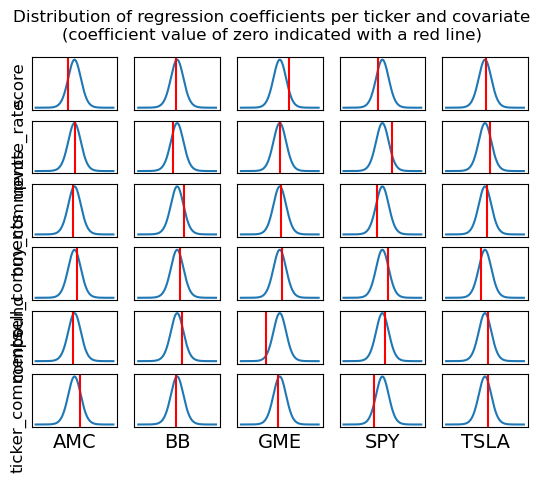 Distribution of regression coefficients per ticker and covariate
(coefficient value of zero indicated with a red line)
score
AMC
BB
GME
SPY
TSLA